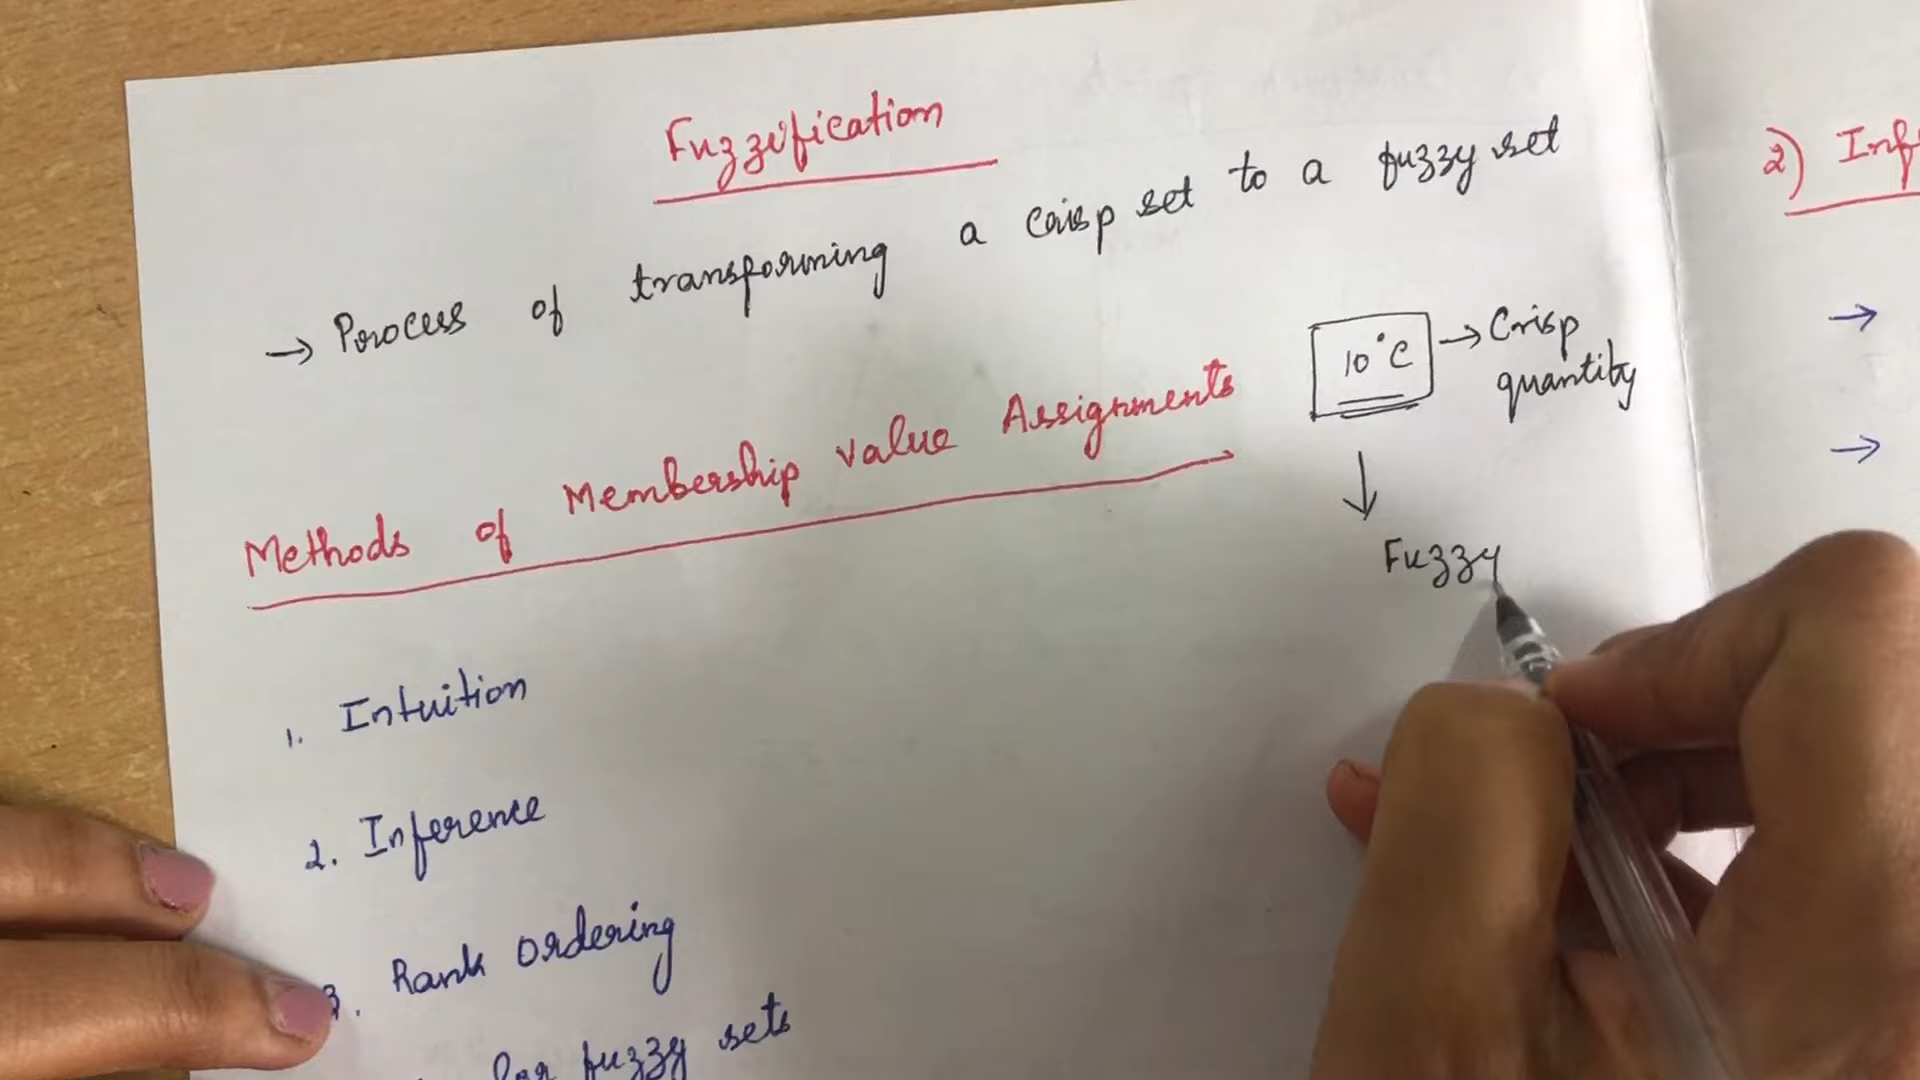 Fuzzification
→ Process of transforming a crisp set to a fuzzy set
10°C → Crisp
quantity
↓
Fuzzy
Methods of Membership value Assignments
1. Intuition
2. Inference
3. Rank ordering
fuzzy sets
2) Inf
→
→